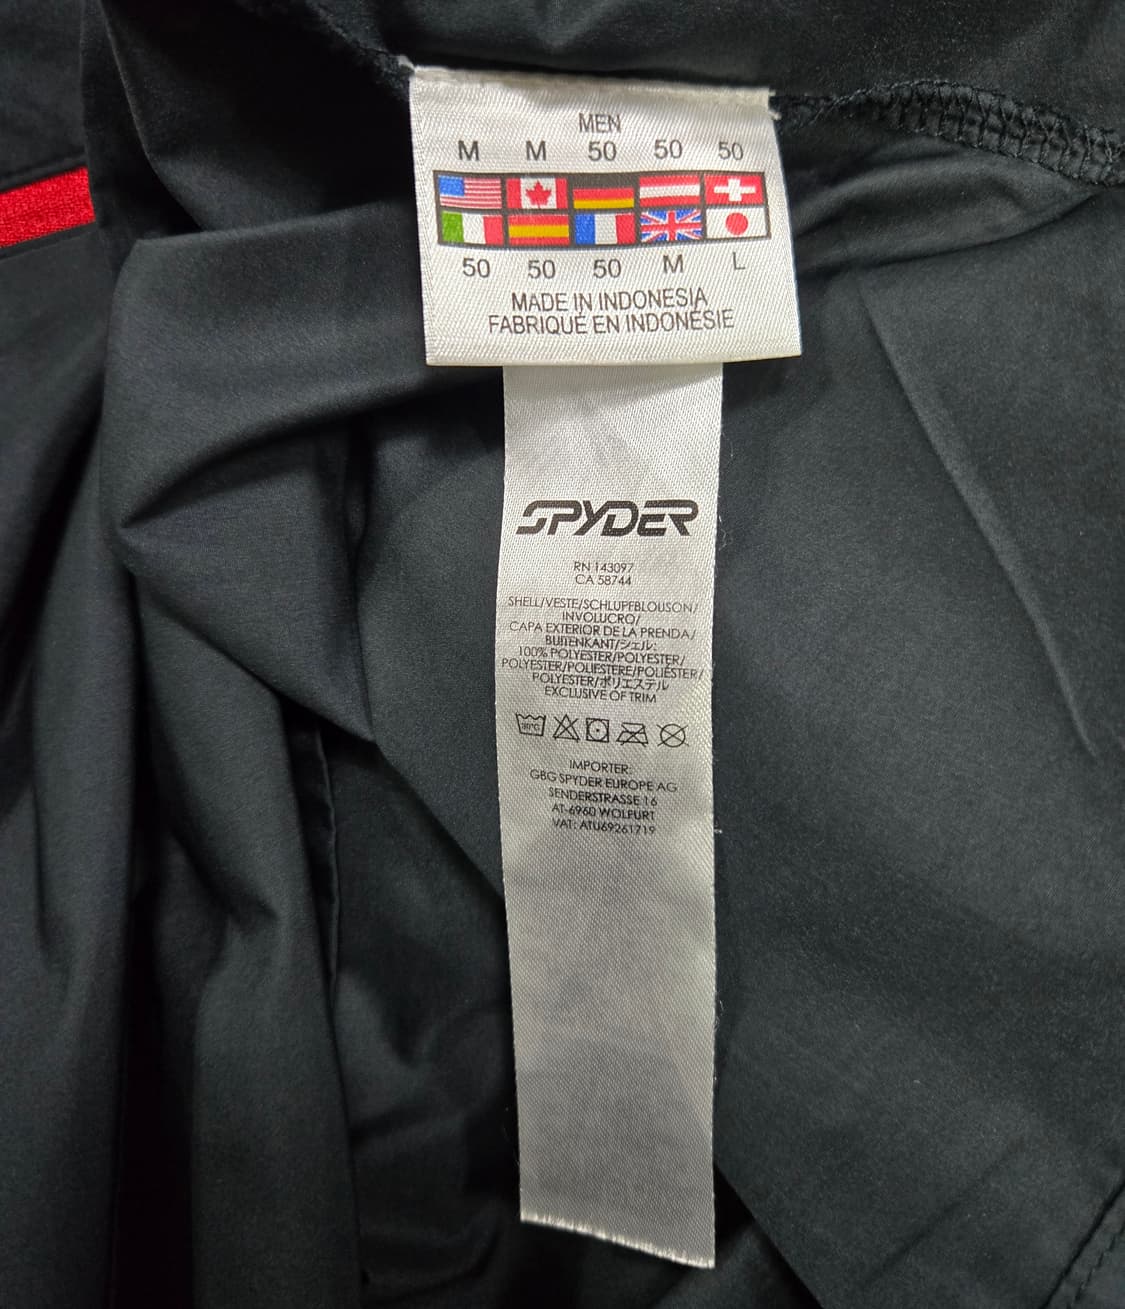 MEN
M M 50 50 50
50 50 50 M L
MADE IN INDONESIA
FABRIQUÉ EN INDONÉSIE
SPYDER
RN 143097
CA 58744
SHELL/VESTE/SCHLUPFBLOUSON/
INVOLUCRO/
CAPA EXTERIOR DE LA PRENDA/
BUITENKANT/シェル:
100% POLYESTER/POLYESTER/
POLYESTER/POLIESTERE/POLIÉSTER/
POLYESTER/ポリエステル
EXCLUSIVE OF TRIM
30°C
IMPORTER:
GBG SPYDER EUROPE AG
SENDERSTRASSE 16
AT-6960 WOLFURT
VAT: ATU69261719